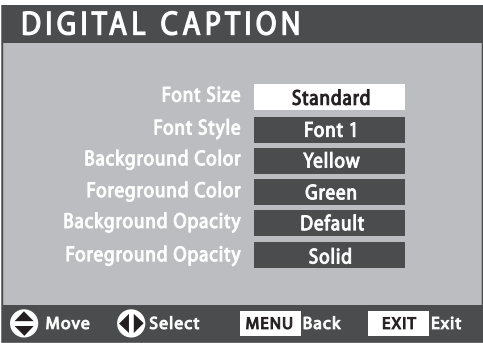 DIGITAL CAPTION
Font Size Standard
Font Style Font 1
Background Color Yellow
Foreground Color Green
Background Opacity Default
Foreground Opacity Solid
Move Select MENU Back EXIT Exit